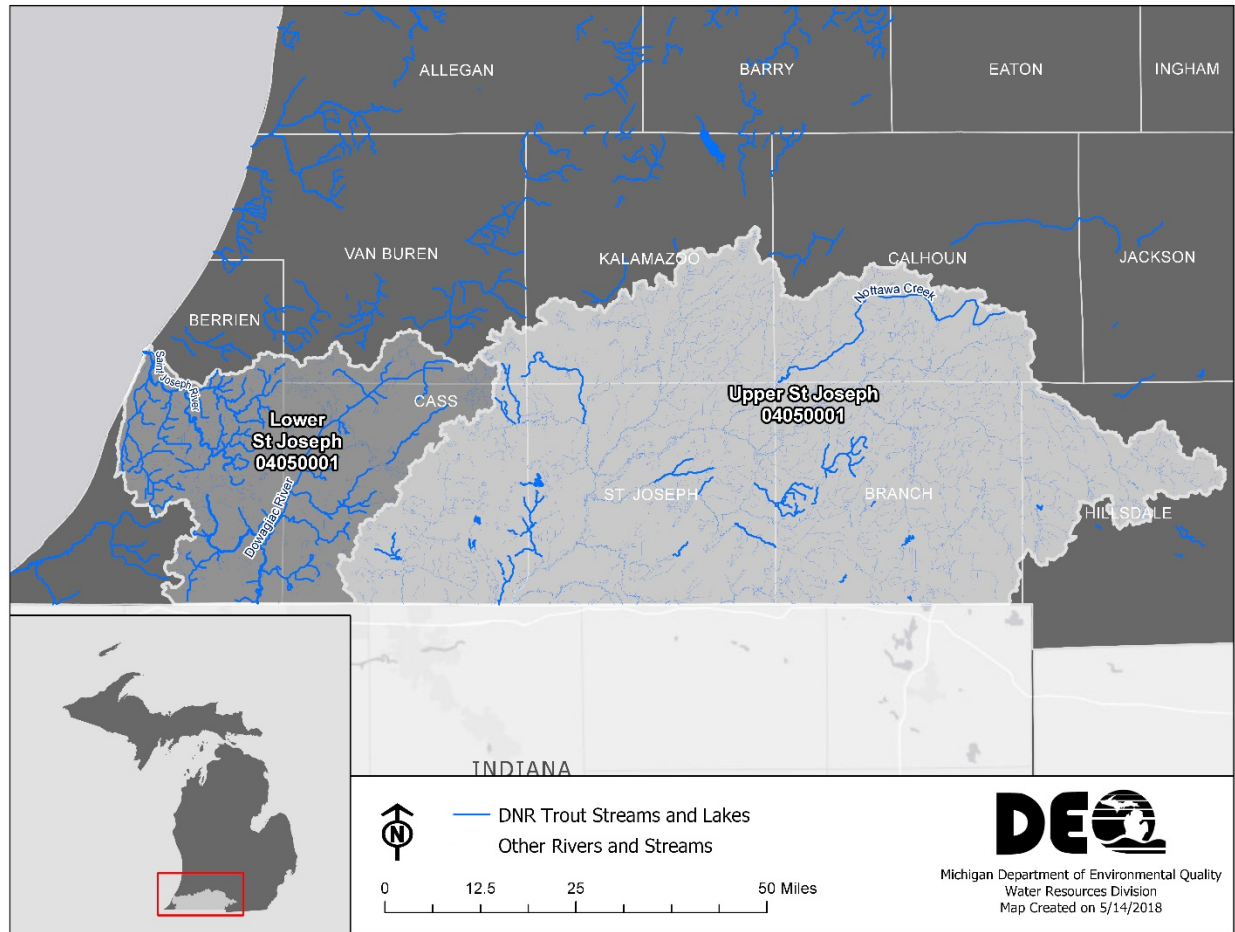 ALLEGAN
BARRY
EATON
INGHAM
VAN BUREN
KALAMAZOO
CALHOUN
JACKSON
Nottawa Creek
BERRIEN
Saint Joseph River
CASS
Upper St Joseph
04050001
Lower
St Joseph
04050001
ST JOSEPH
BRANCH
HILLSDALE
Dowagiac River
INDIANA
N
DNR Trout Streams and Lakes
Other Rivers and Streams
0 12.5 25 50 Miles
DEQ
Michigan Department of Environmental Quality
Water Resources Division
Map Created on 5/14/2018